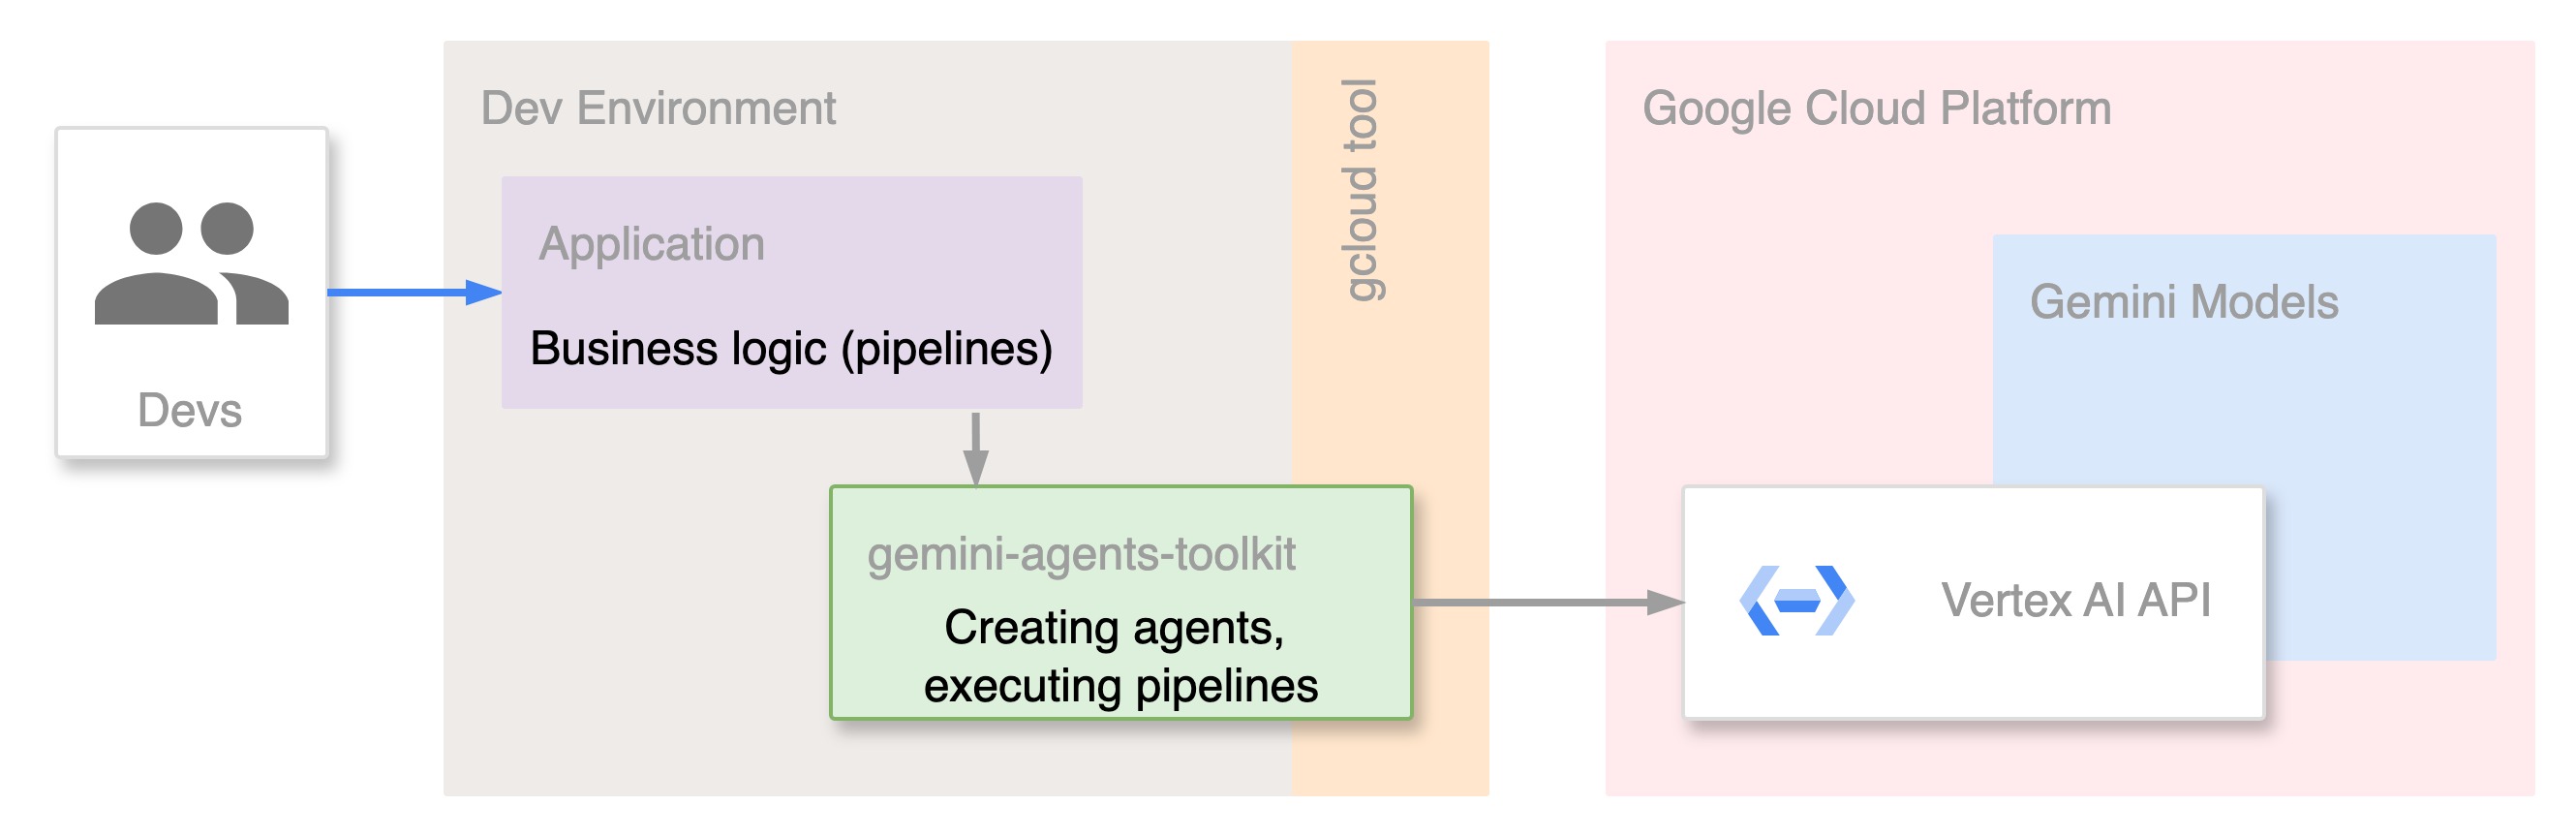 Devs
Dev Environment
Application
Business logic (pipelines)
gcloud tool
gemini-agents-toolkit
Creating agents,
executing pipelines
Google Cloud Platform
Gemini Models
Vertex AI API